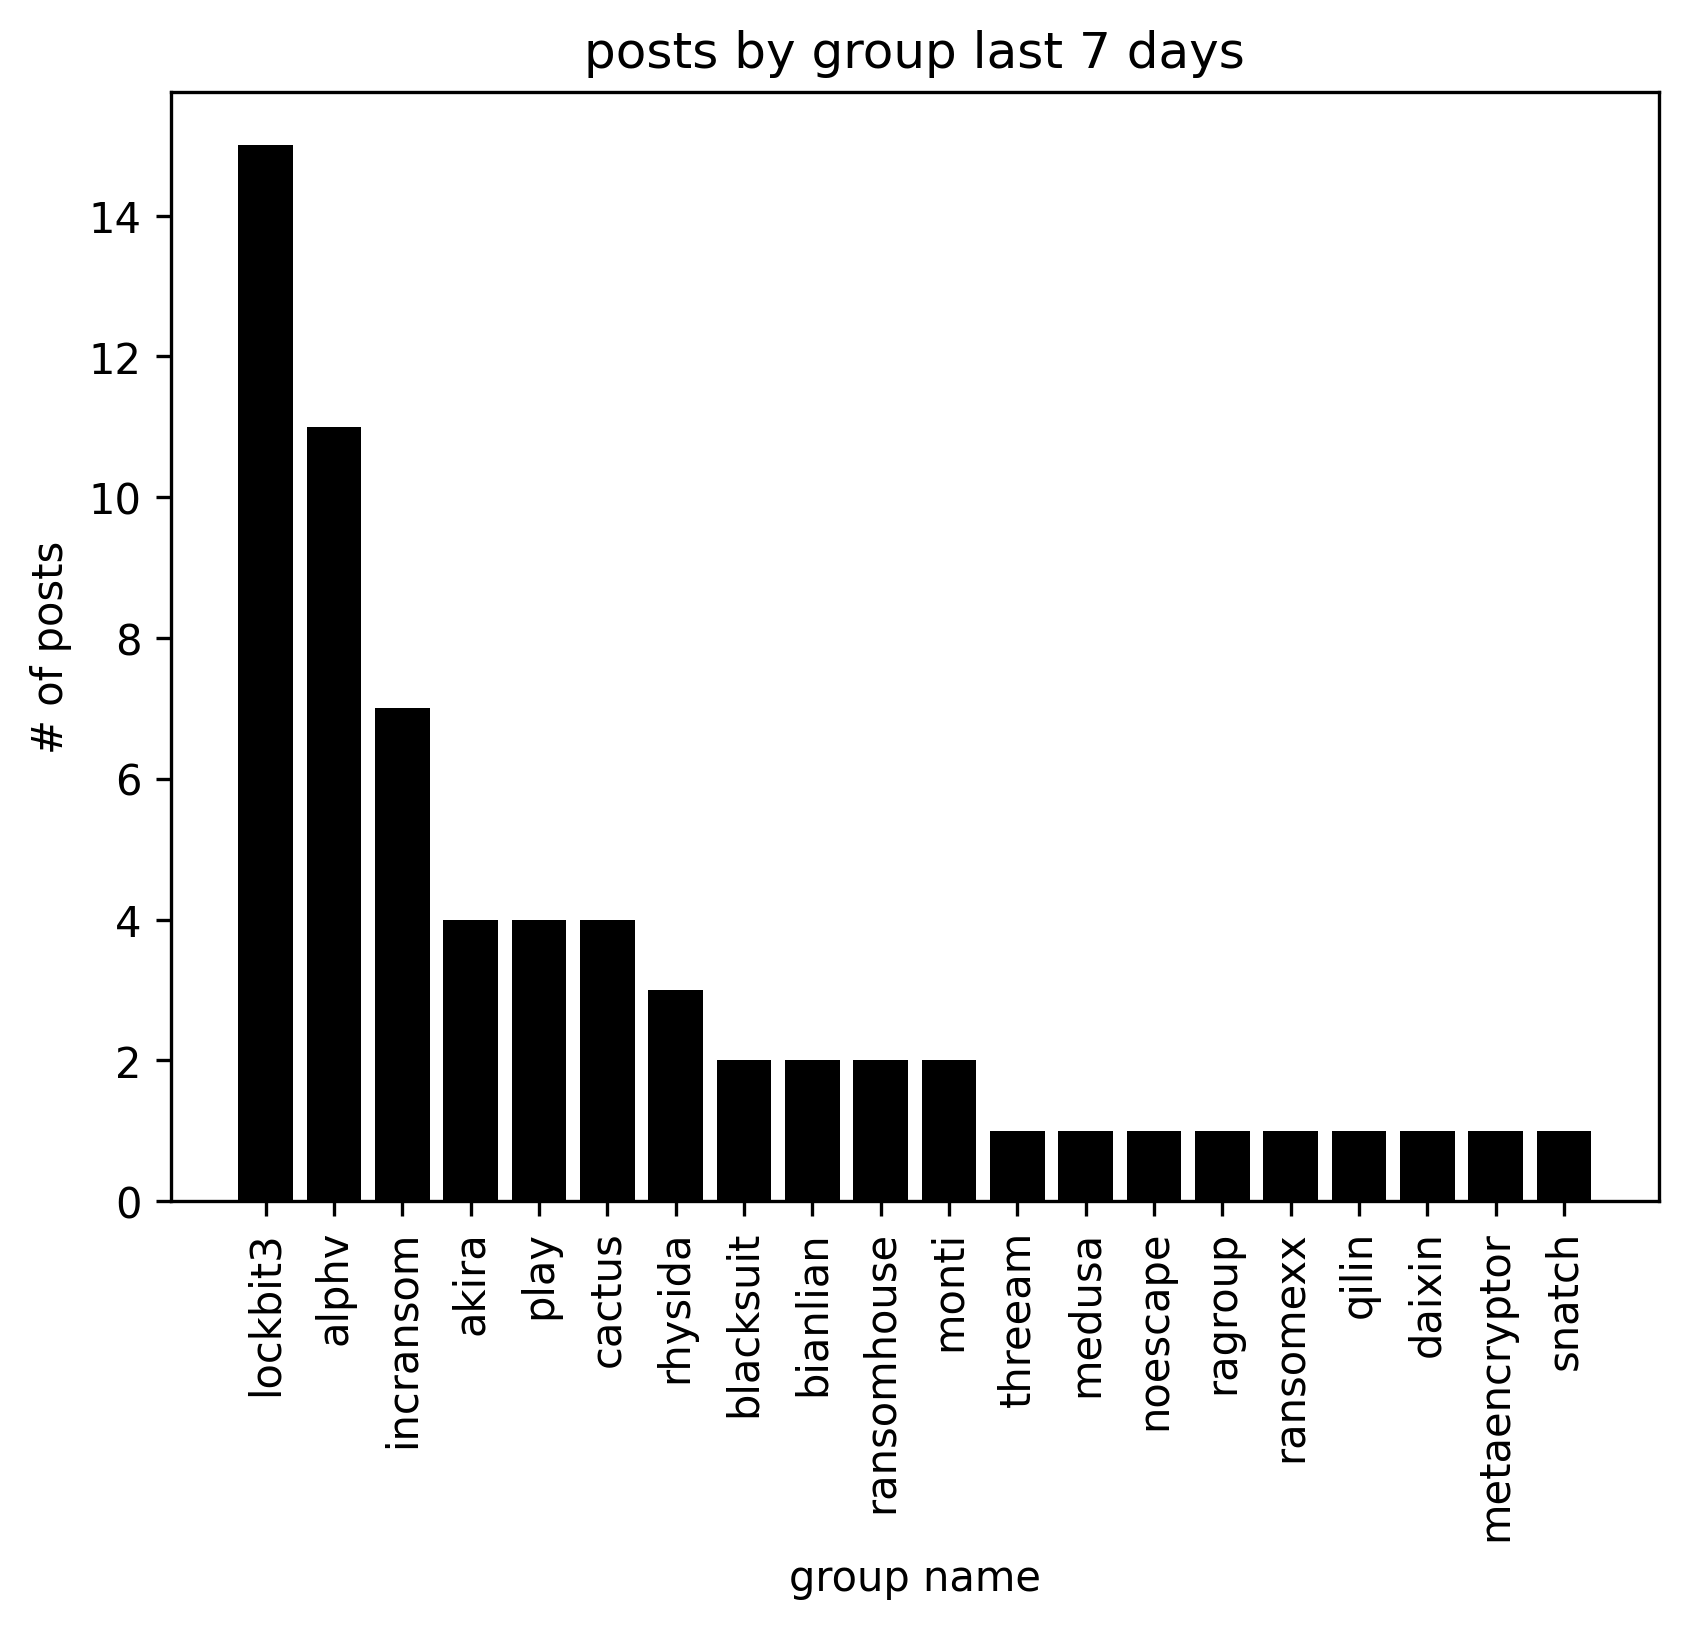 posts by group last 7 days
# of posts
14
12
10
8
6
4
2
0
lockbit3
alphv
incransom
akira
play
cactus
rhysida
blacksuit
bianlian
ransomhouse
monti
threeam
medusa
noescape
ragroup
ransomexx
qilin
daixin
metaencryptor
snatch
group name